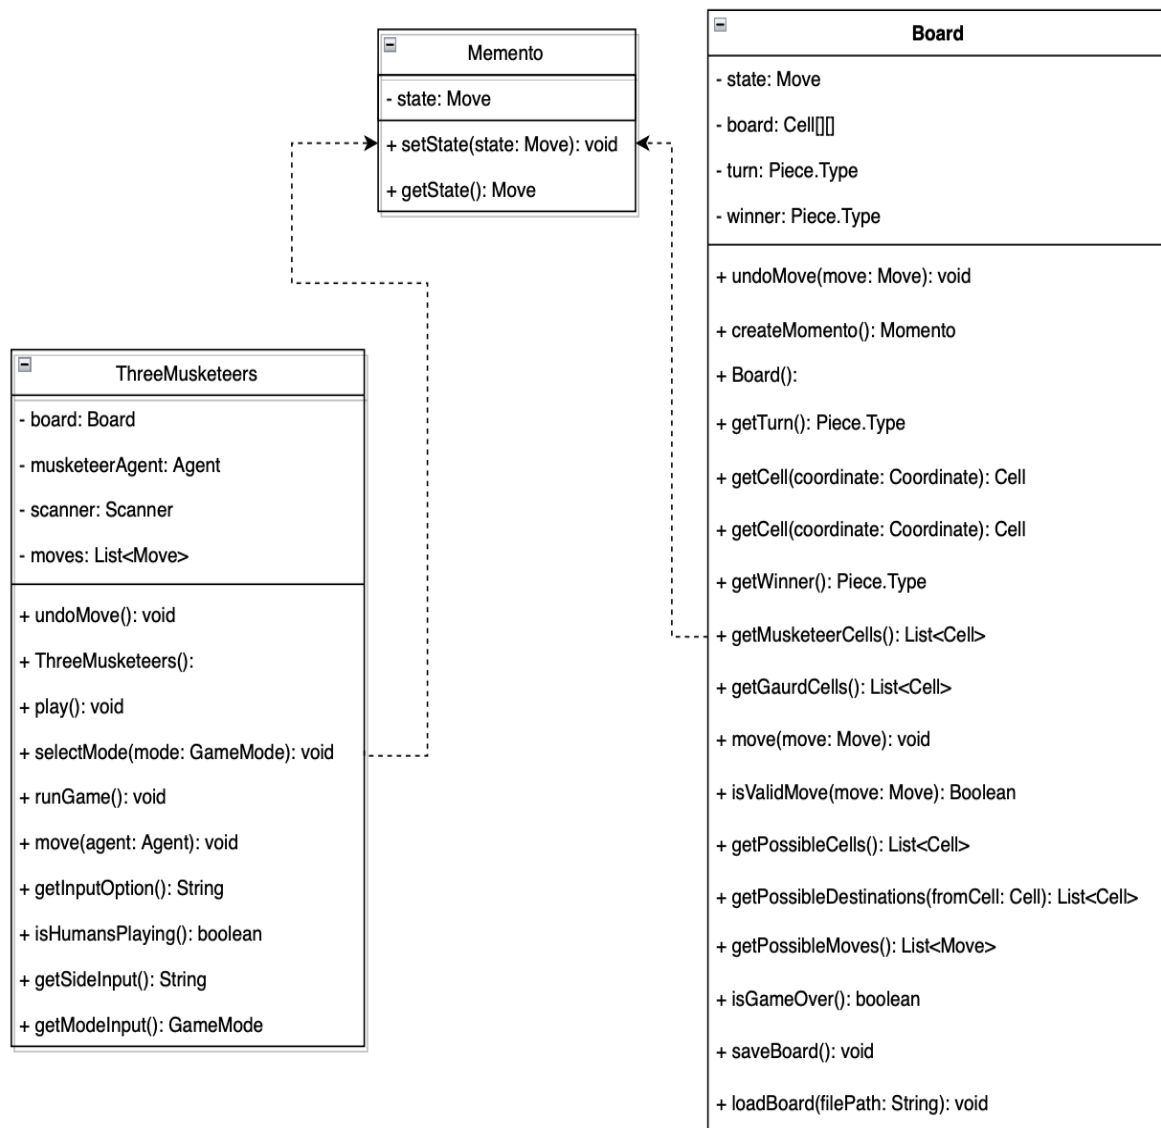 Memento
- state: Move
+ setState(state: Move): void
+ getState(): Move
Board
- state: Move
- board: Cell[][]
- turn: Piece.Type
- winner: Piece.Type
+ undoMove(move: Move): void
+ createMomento(): Momento
+ Board():
+ getTurn(): Piece.Type
+ getCell(coordinate: Coordinate): Cell
+ getCell(coordinate: Coordinate): Cell
+ getWinner(): Piece.Type
+ getMusketeerCells(): List<Cell>
+ getGaurdCells(): List<Cell>
+ move(move: Move): void
+ isValidMove(move: Move): Boolean
+ getPossibleCells(): List<Cell>
+ getPossibleDestinations(fromCell: Cell): List<Cell>
+ getPossibleMoves(): List<Move>
+ isGameOver(): boolean
+ saveBoard(): void
+ loadBoard(filePath: String): void
ThreeMusketeers
- board: Board
- musketeerAgent: Agent
- scanner: Scanner
- moves: List<Move>
+ undoMove(): void
+ ThreeMusketeers():
+ play(): void
+ selectMode(mode: GameMode): void
+ runGame(): void
+ move(agent: Agent): void
+ getInputOption(): String
+ isHumansPlaying(): boolean
+ getSideInput(): String
+ getModeInput(): GameMode